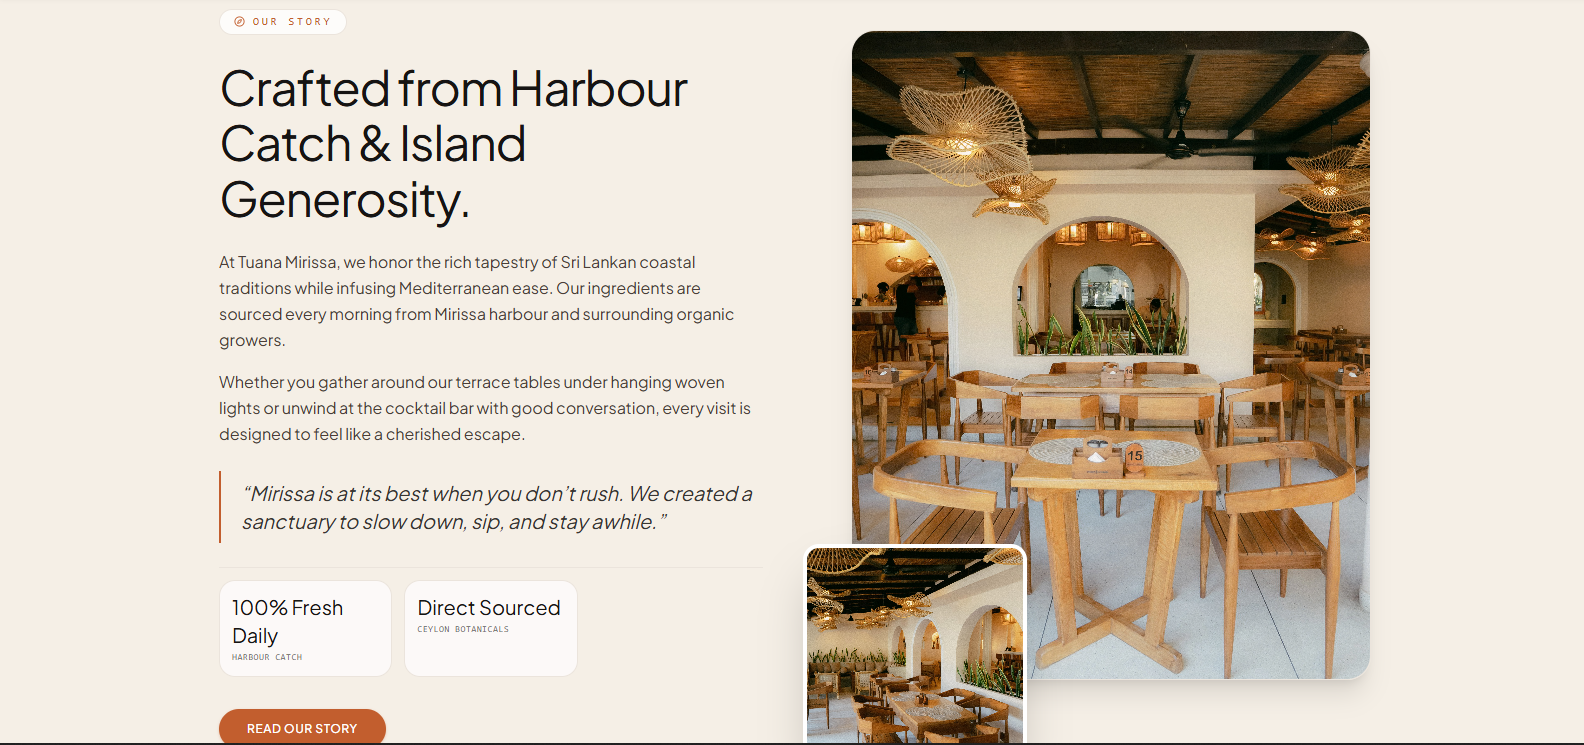 OUR STORY
Crafted from Harbour
Catch & Island
Generosity.
At Tuana Mirissa, we honor the rich tapestry of Sri Lankan coastal
traditions while infusing Mediterranean ease. Our ingredients are
sourced every morning from Mirissa harbour and surrounding organic
growers.
Whether you gather around our terrace tables under hanging woven
lights or unwind at the cocktail bar with good conversation, every visit is
designed to feel like a cherished escape.
“Mirissa is at its best when you don’t rush. We created a
sanctuary to slow down, sip, and stay awhile.”
100% Fresh
Daily
HARBOUR CATCH
Direct Sourced
CEYLON BOTANICALS
READ OUR STORY
15